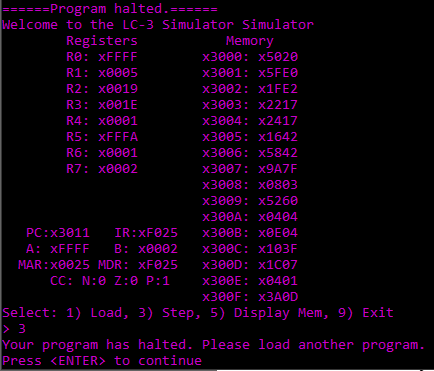 ======Program halted.======
Welcome to the LC-3 Simulator Simulator
Registers Memory
R0: xFFFF x3000: x5020
R1: x0005 x3001: x5FE0
R2: x0019 x3002: x1FE2
R3: x001E x3003: x2217
R4: x0001 x3004: x2417
R5: xFFFA x3005: x1642
R6: x0001 x3006: x5842
R7: x0002 x3007: x9A7F
x3008: x0803
x3009: x5260
x300A: x0404
PC:x3011 IR:xF025 x300B: x0E04
A: xFFFF B: x0002 x300C: x103F
MAR:x0025 MDR: xF025 x300D: x1C07
CC: N:0 Z:0 P:1 x300E: x0401
x300F: x3A0D
Select: 1) Load, 3) Step, 5) Display Mem, 9) Exit
> 3
Your program has halted. Please load another program.
Press <ENTER> to continue